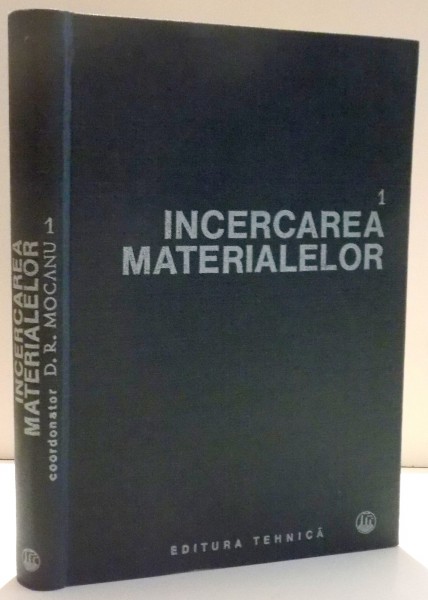 1
INCERCAREA
MATERIALELOR
EDITURA TEHNICĂ
INCERCAREA
MATERIALELOR 1
coordonator D. R. MOCANU